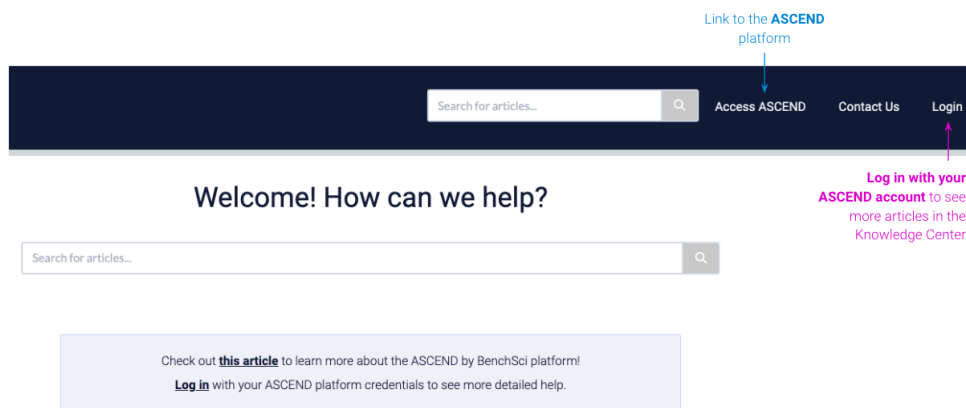 Link to the ASCEND
platform
Search for articles...
Access ASCEND
Contact Us
Login
Log in with your
ASCEND account to see
more articles in the
Knowledge Center
Welcome! How can we help?
Search for articles...
Check out this article to learn more about the ASCEND by BenchSci platform!
Log in with your ASCEND platform credentials to see more detailed help.